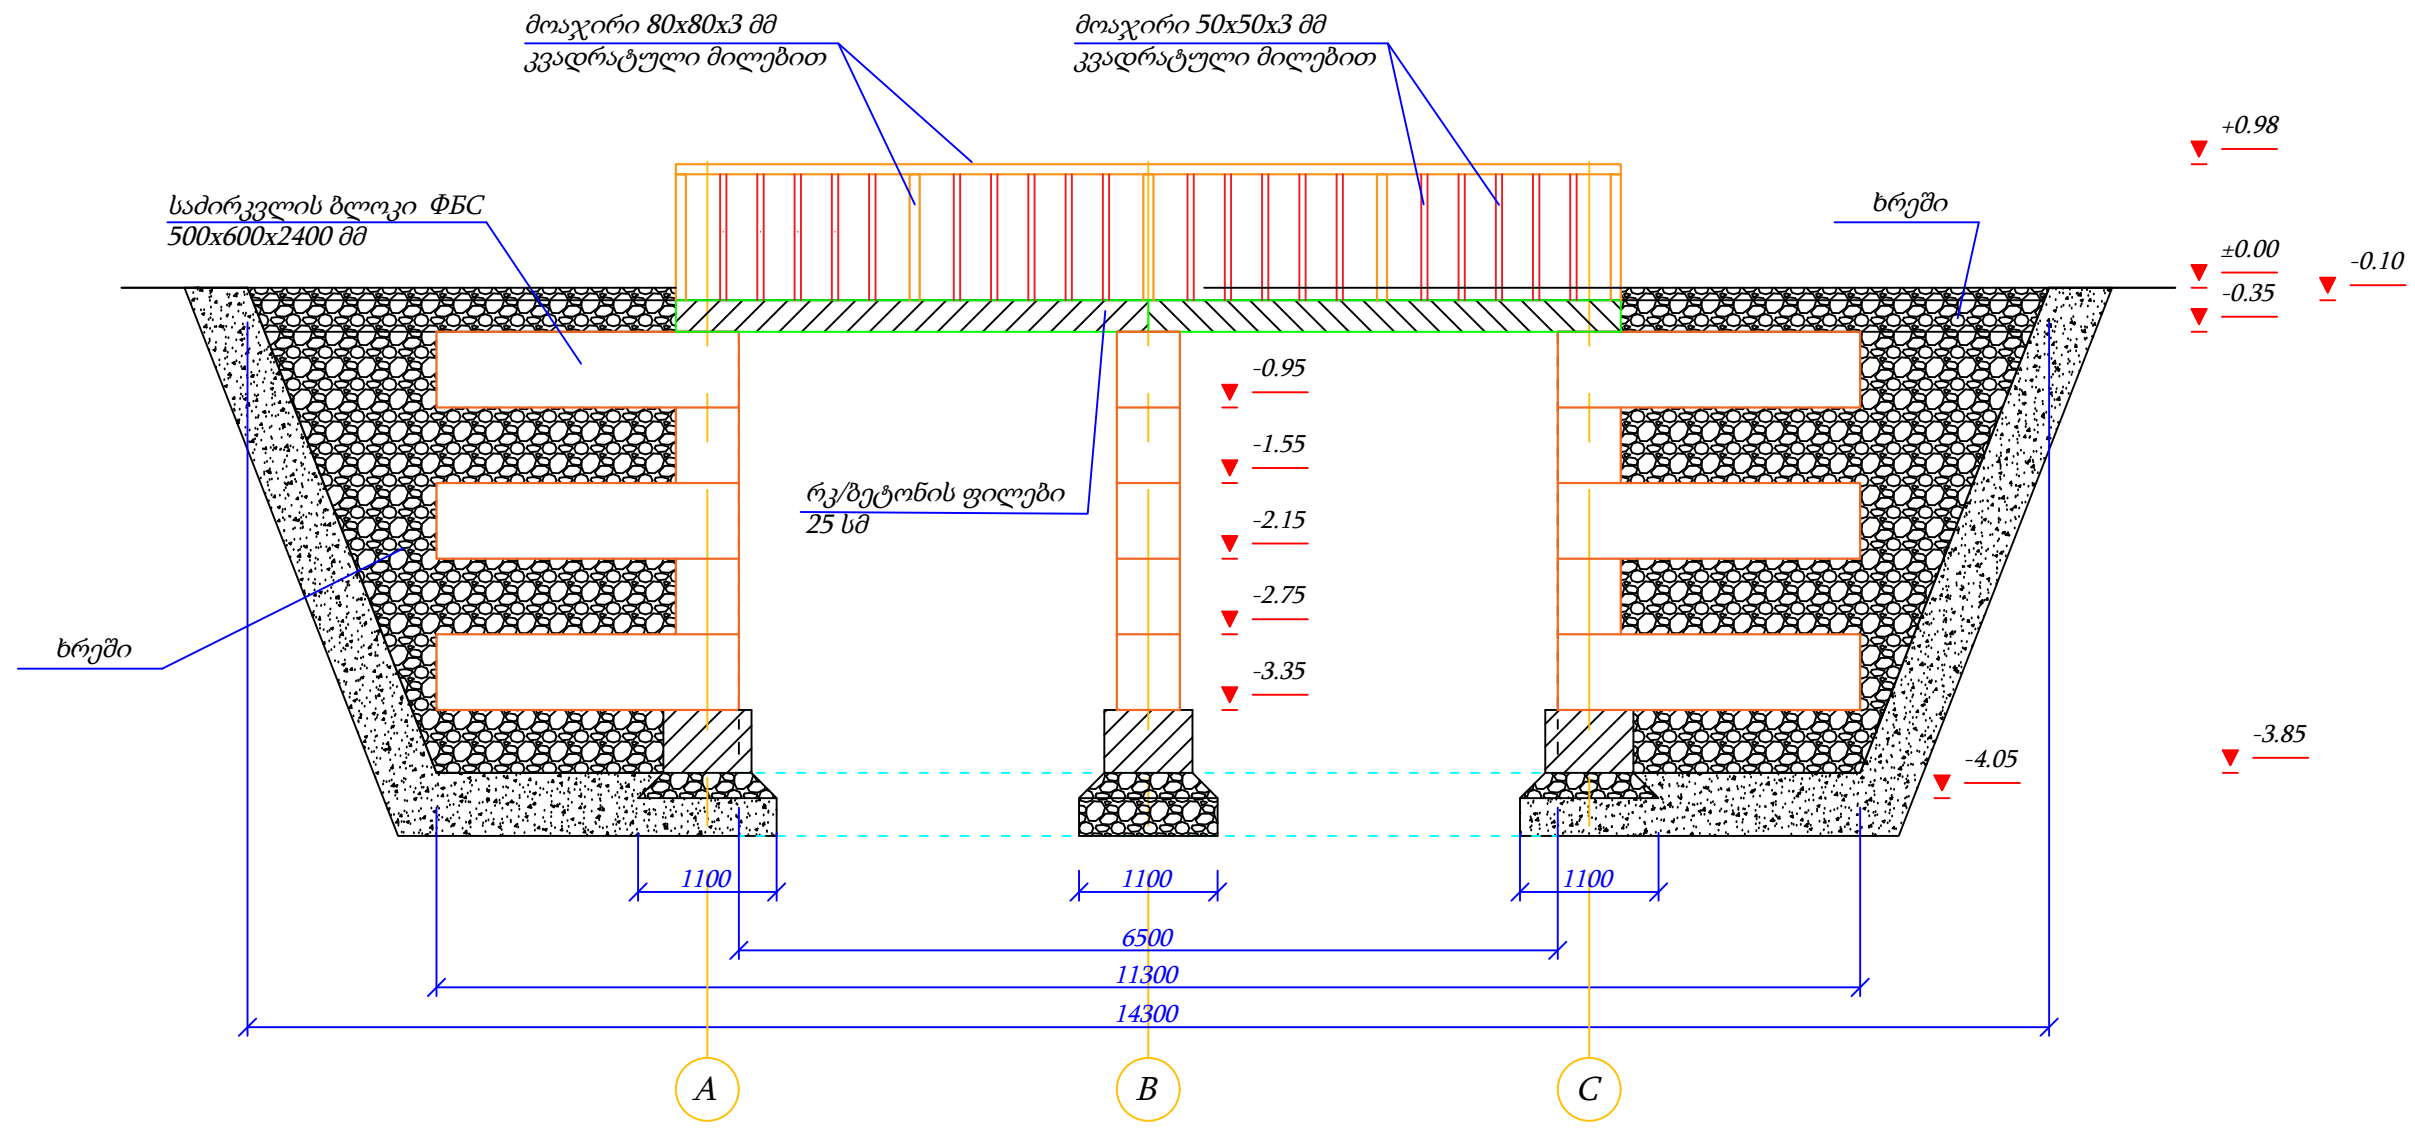 მოაჯირი 80x80x3 მმ
კვადრატული მილებით
მოაჯირი 50x50x3 მმ
კვადრატული მილებით
+0.98
საძირკვლის ბლოკი ФБС
500x600x2400 მმ
ხრეში
±0.00
-0.10
-0.35
-0.95
-1.55
რკ/ბეტონის ფილები
25 სმ
-2.15
-2.75
ხრეში
-3.35
-3.85
-4.05
1100
1100
1100
6500
11300
14300
A
B
C